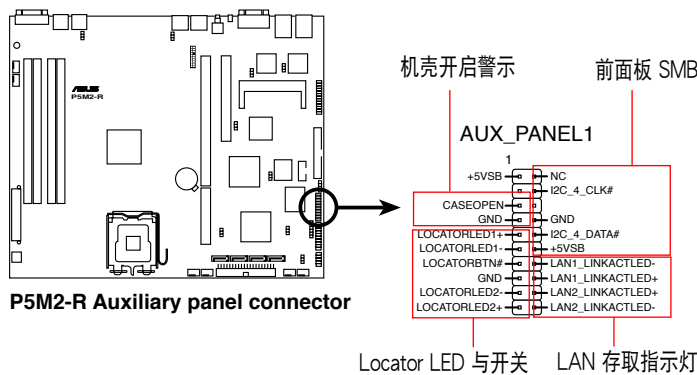 机壳开启警示
前面板 SMB
/SUS
P5M2-R
AUX_PANEL1
1
+5VSB
NC
I2C_4_CLK#
CASEOPEN
GND
GND
LOCATORLED1+
I2C_4_DATA#
LOCATORLED1-
+5VSB
LOCATORBTN#
LAN1_LINKACTLED-
GND
LAN1_LINKACTLED+
LOCATORLED2-
LAN2_LINKACTLED+
LOCATORLED2+
LAN2_LINKACTLED-
P5M2-R Auxiliary panel connector
Locator LED 与开关
LAN 存取指示灯